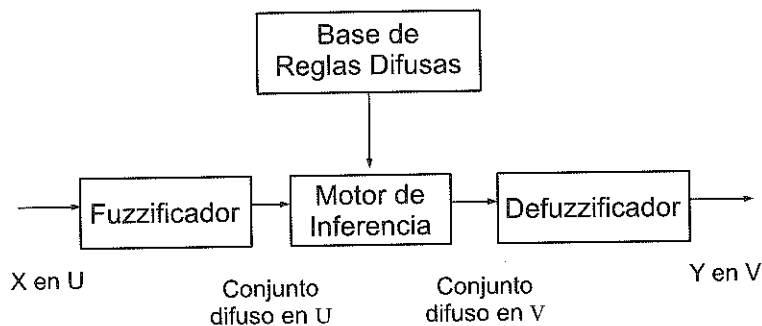 Base de
Reglas Difusas
Fuzzificador
Motor de
Inferencia
Defuzzificador
X en U
Conjunto
difuso en U
Conjunto
difuso en V
Y en V